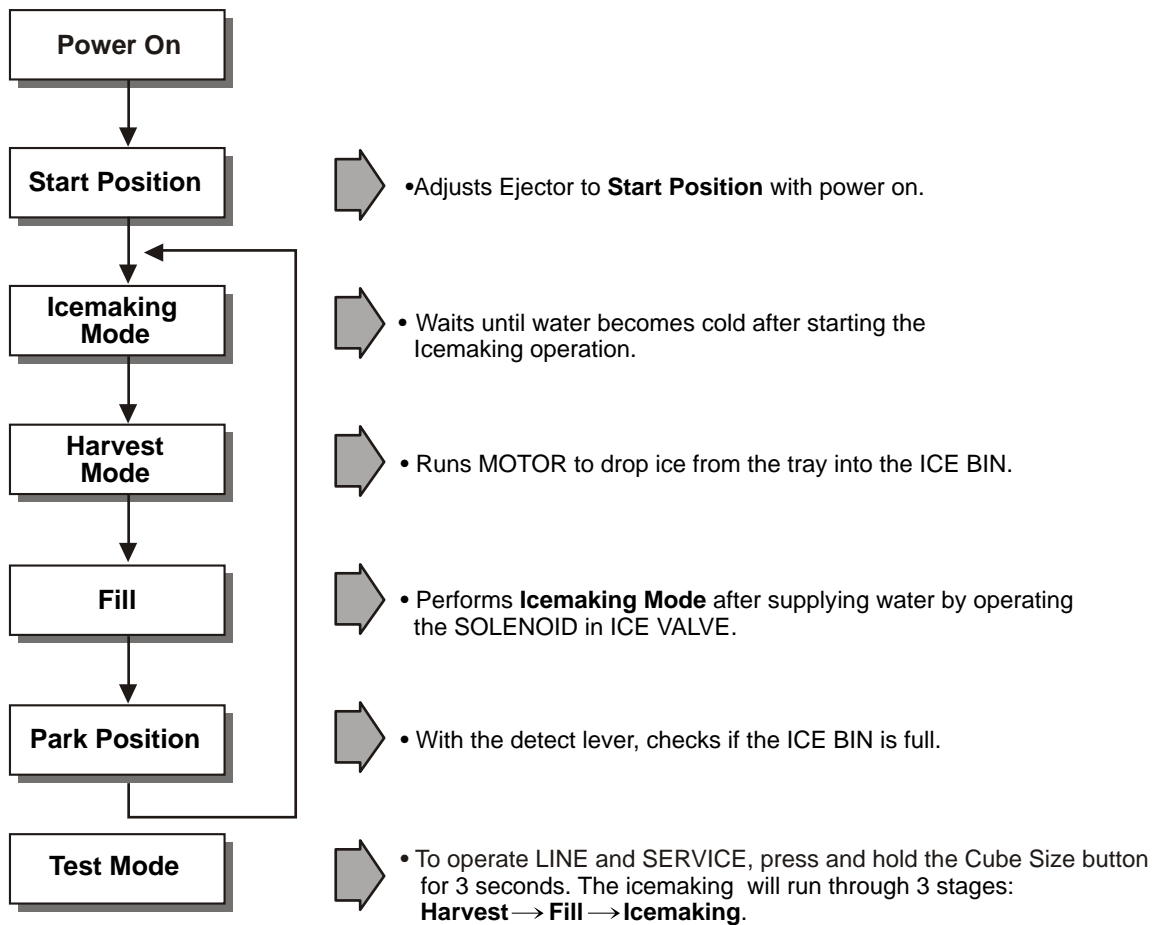 Power On
Start Position
•Adjusts Ejector to Start Position with power on.
Icemaking
Mode
• Waits until water becomes cold after starting the
Icemaking operation.
Harvest
Mode
• Runs MOTOR to drop ice from the tray into the ICE BIN.
Fill
• Performs Icemaking Mode after supplying water by operating
the SOLENOID in ICE VALVE.
Park Position
• With the detect lever, checks if the ICE BIN is full.
Test Mode
• To operate LINE and SERVICE, press and hold the Cube Size button
for 3 seconds. The icemaking will run through 3 stages:
Harvest → Fill → Icemaking.